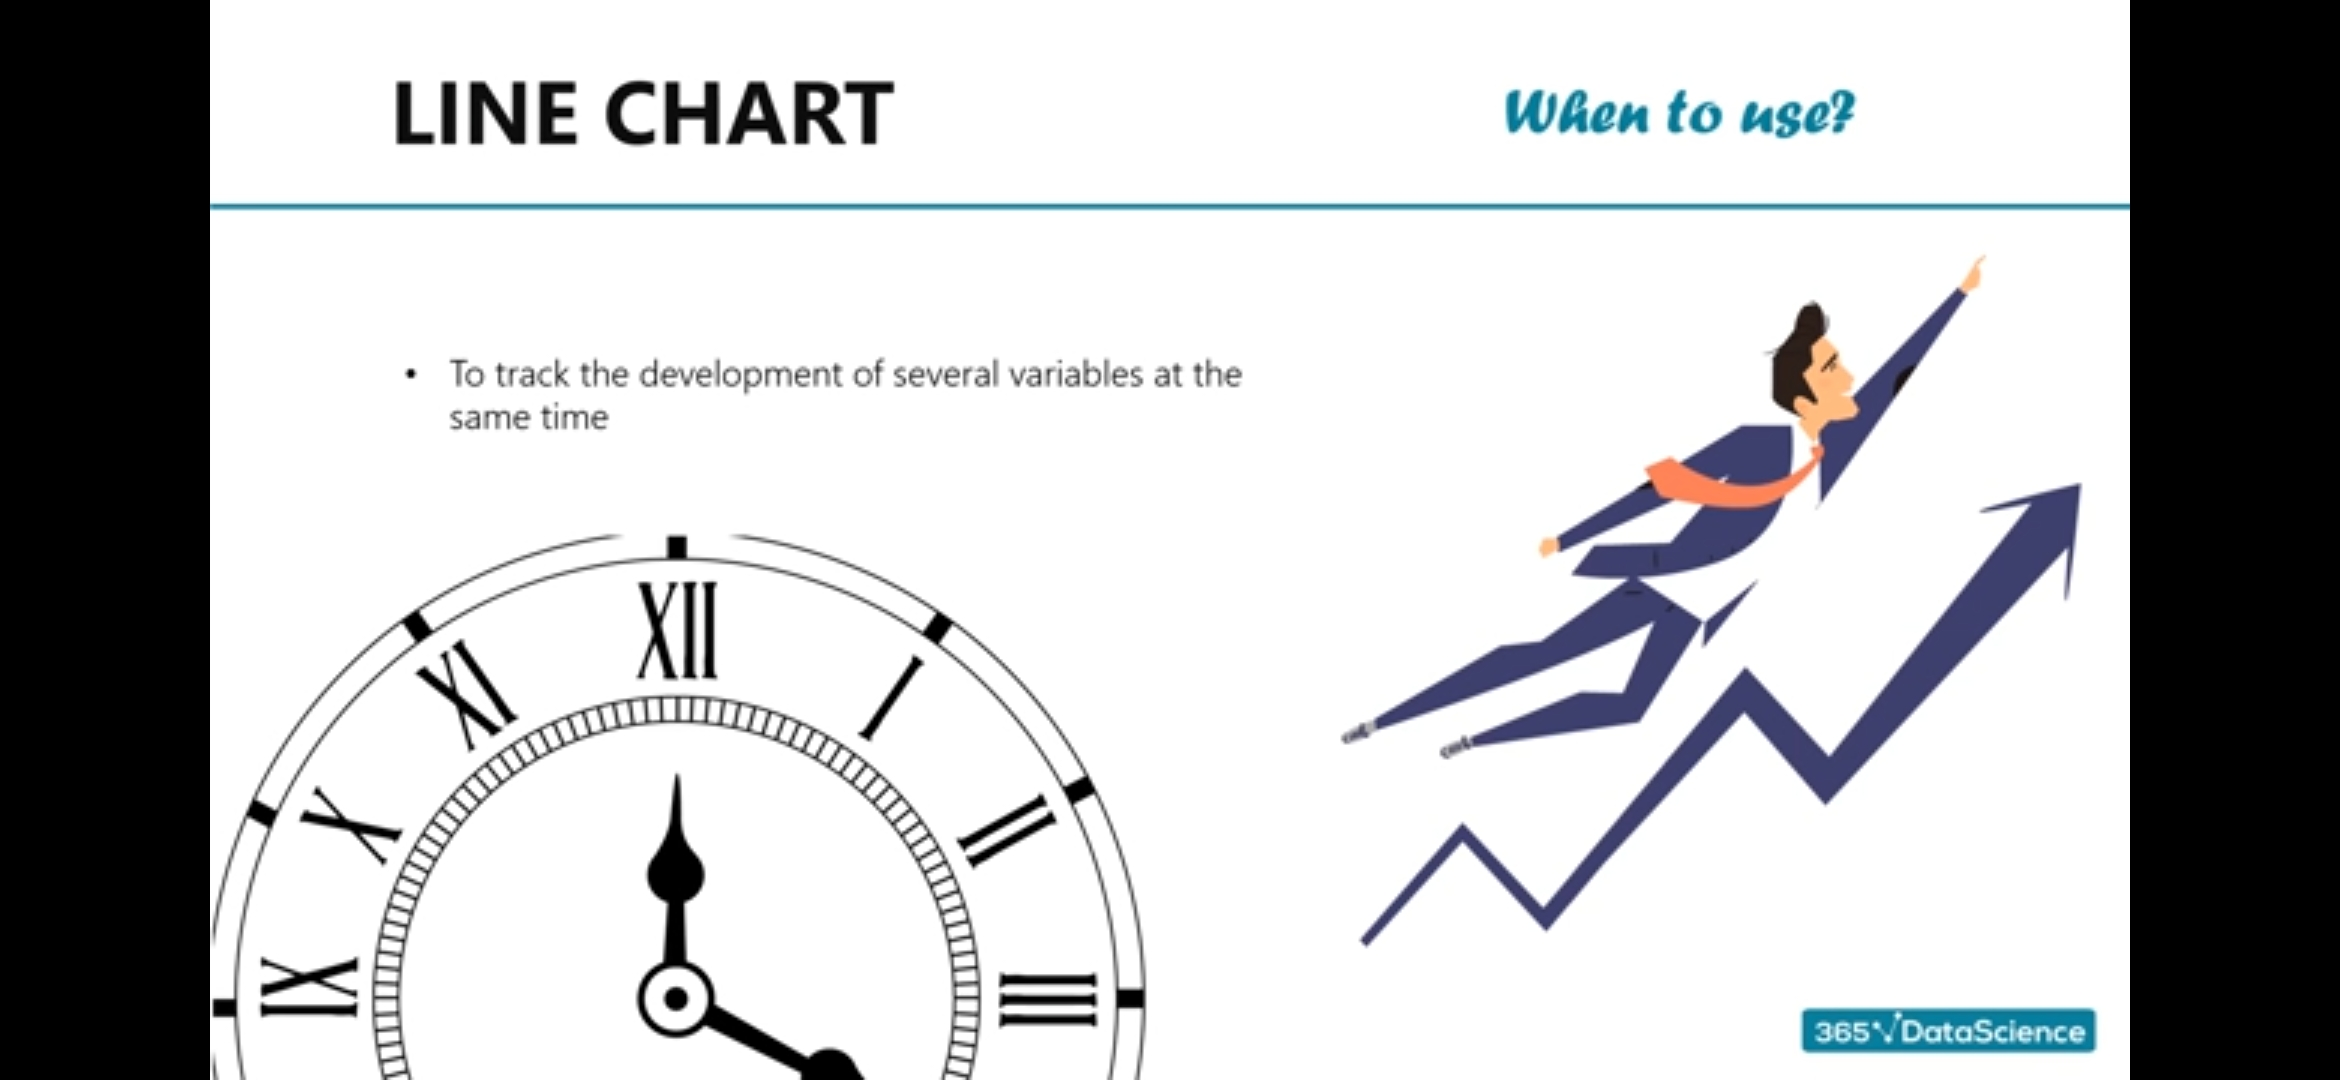 LINE CHART
When to use?
• To track the development of several variables at the
same time
XII
XI
I
X
II
IX
III
365 DataScience